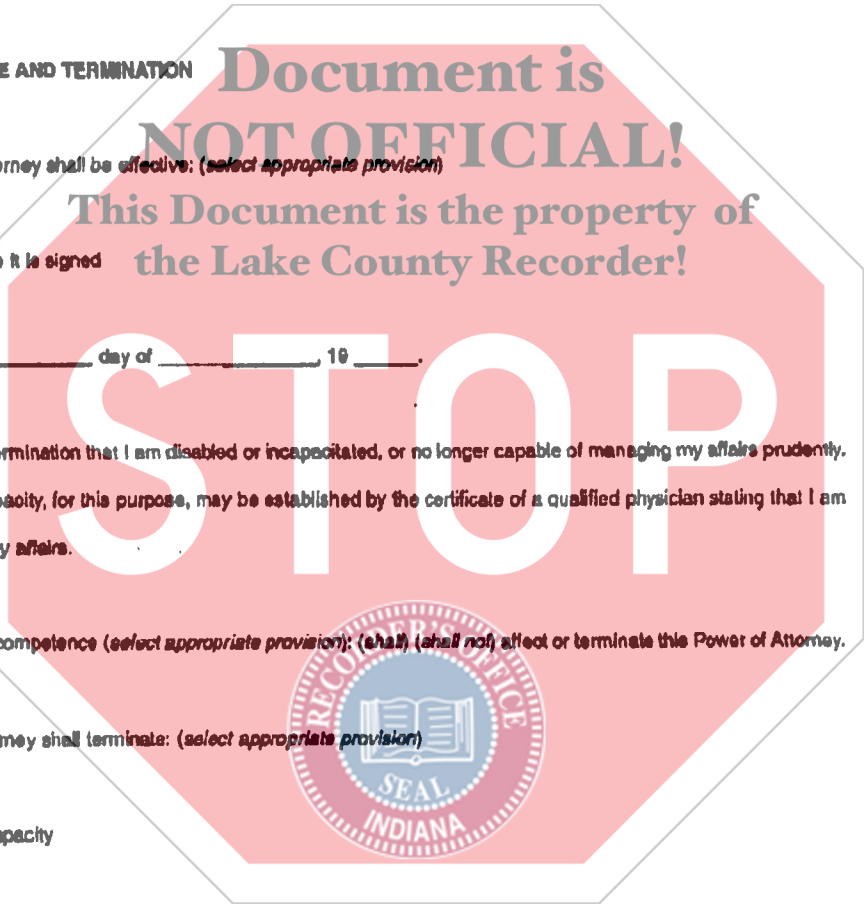 E AND TERMINATION
Document is
NOT OFFICIAL!
rney shall be effective: (select appropriate provision)
This Document is the property of
it is signed
the Lake County Recorder!
day of , 19 .
STOP
rmination that I am disabled or incapacitated, or no longer capable of managing my affairs prudently.
acity, for this purpose, may be established by the certificate of a qualified physician stating that I am
y affairs.
competence (select appropriate provision): (shall) (shall not) affect or terminate this Power of Attorney.
RECORDER'S OFFICE
rney shall terminate: (select appropriate provision)
SEAL
INDIANA
pacity